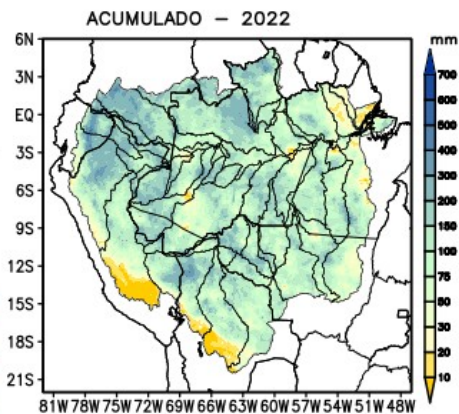 ACUMULADO – 2022
mm
6N
3N
EQ
3S
6S
9S
12S
15S
18S
21S
81W 78W 75W 72W 69W 66W 63W 60W 57W 54W 51W 48W
700
600
500
400
300
200
150
100
75
50
30
20
10